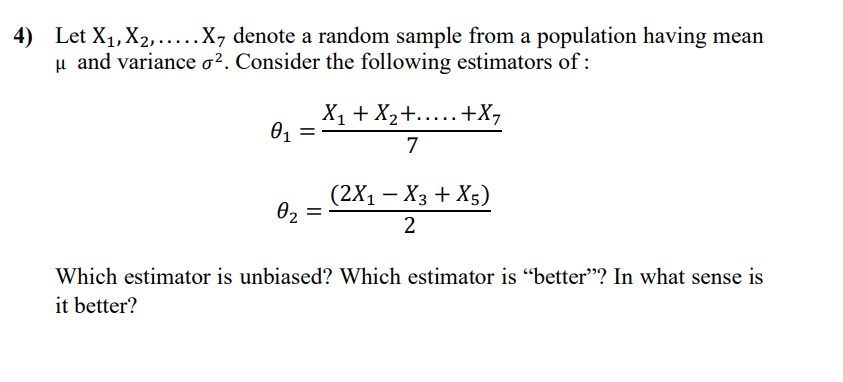 4) Let X₁, X₂, ..... X₇ denote a random sample from a population having mean
μ and variance σ². Consider the following estimators of :
θ₁ = (X₁ + X₂+.....+X₇) / 7
θ₂ = (2X₁ − X₃ + X₅) / 2
Which estimator is unbiased? Which estimator is “better”? In what sense is
it better?